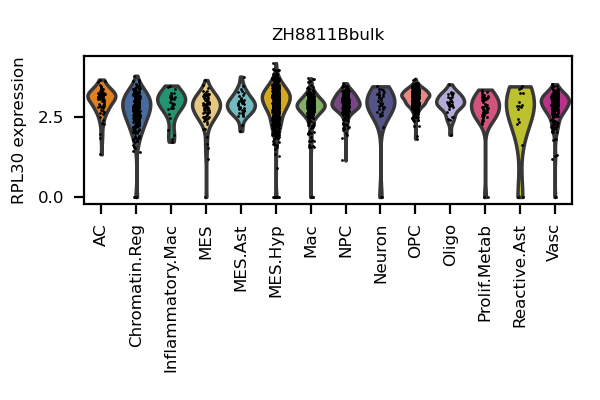 ZH8811Bbulk
RPL30 expression
2.5
0.0
AC
Chromatin.Reg
Inflammatory.Mac
MES
MES.Ast
MES.Hyp
Mac
NPC
Neuron
OPC
Oligo
Prolif.Metab
Reactive.Ast
Vasc